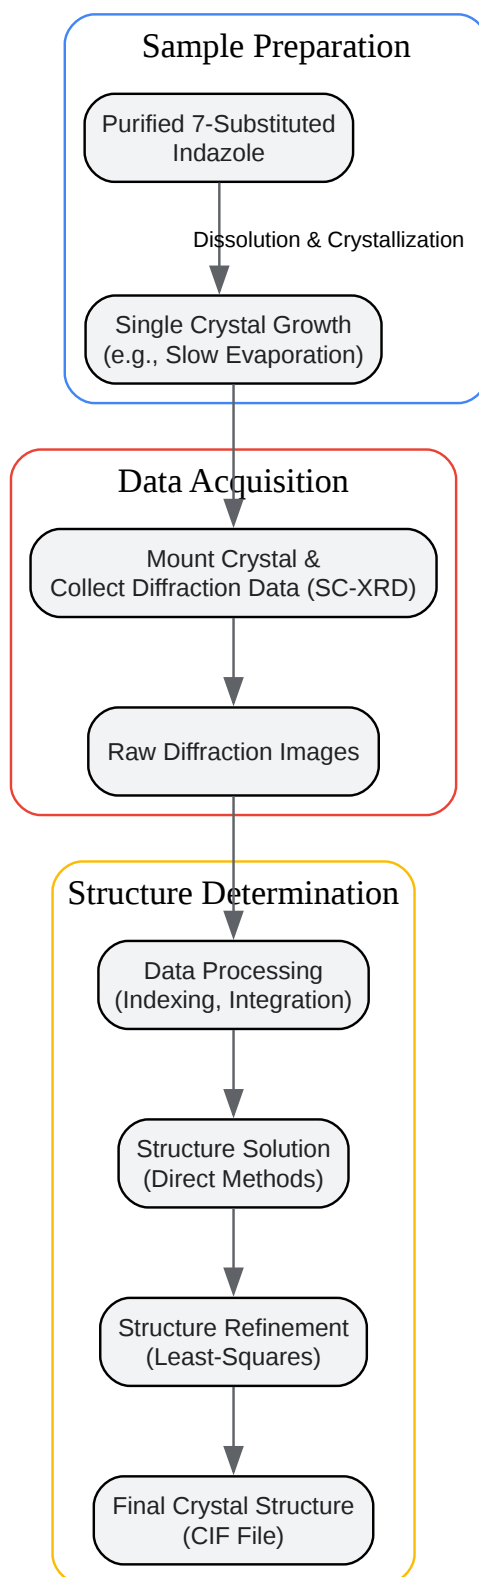 Sample Preparation
Purified 7-Substituted
Indazole
Dissolution & Crystallization
Single Crystal Growth
(e.g., Slow Evaporation)
Data Acquisition
Mount Crystal &
Collect Diffraction Data (SC-XRD)
Raw Diffraction Images
Structure Determination
Data Processing
(Indexing, Integration)
Structure Solution
(Direct Methods)
Structure Refinement
(Least-Squares)
Final Crystal Structure
(CIF File)